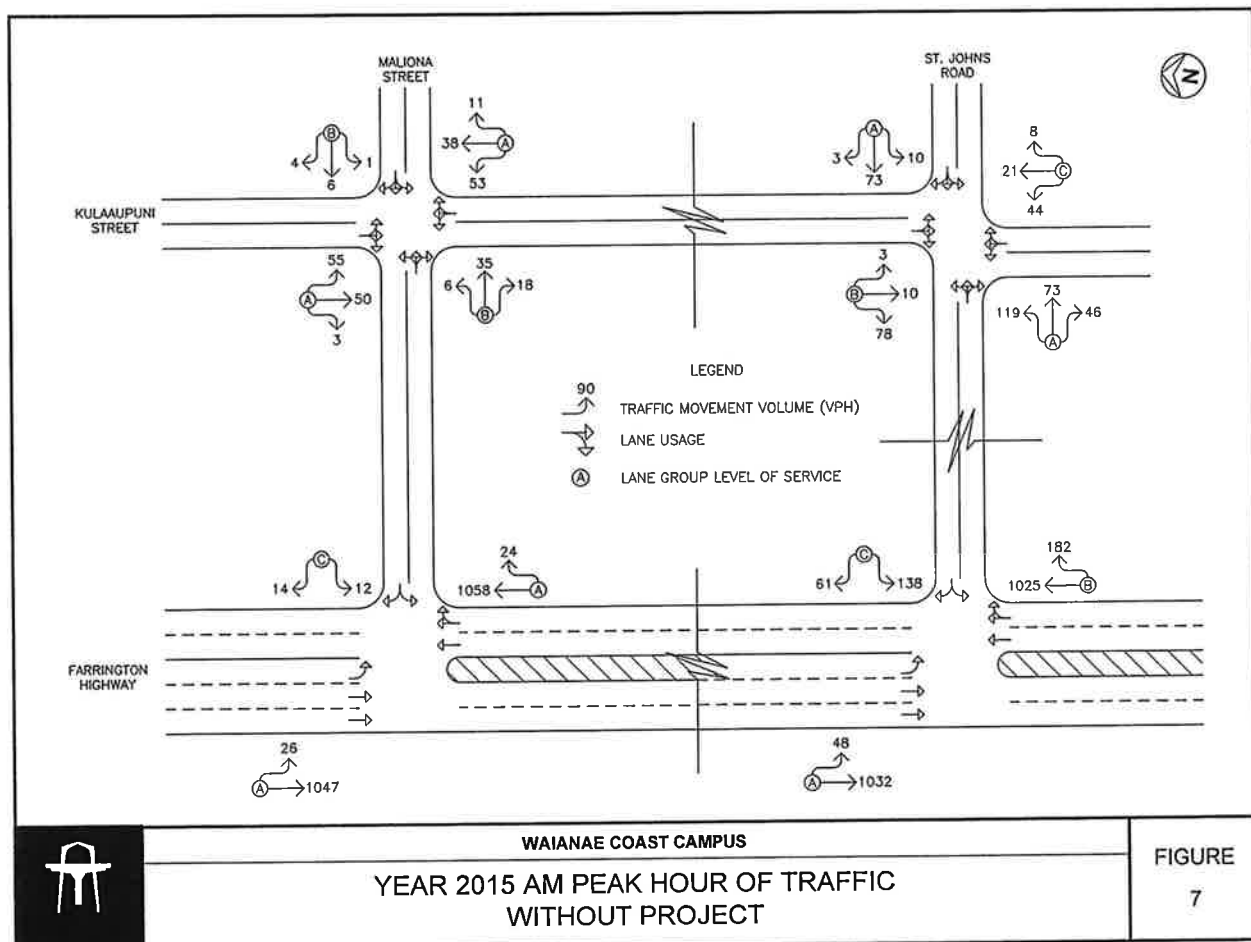 MALIONA
STREET
ST. JOHNS
ROAD
N
11
B
38
A
4
1
6
53
A
3
10
73
8
21
C
44
KULAAUPUNI
STREET
55
A
50
3
35
6
18
B
3
B
10
78
73
119
46
A
LEGEND
90
TRAFFIC MOVEMENT VOLUME (VPH)
LANE USAGE
A LANE GROUP LEVEL OF SERVICE
C
14
12
24
1058
A
C
61
138
182
1025
B
FARRINGTON
HIGHWAY
26
A
1047
48
A
1032
WAIANAE COAST CAMPUS
YEAR 2015 AM PEAK HOUR OF TRAFFIC
WITHOUT PROJECT
FIGURE
7